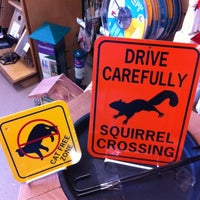 DRIVE
CAREFULLY
SQUIRREL
CROSSING
CAT FREE
ZONE